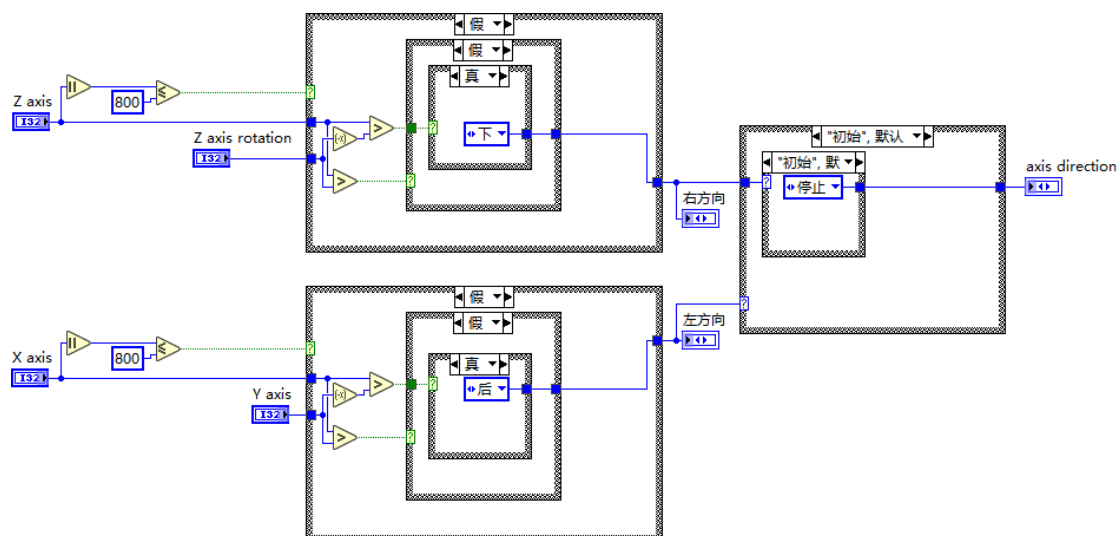 假
假
真
Z axis
I32
800
Z axis rotation
I32
下
右方向
"初始", 默认
"初始", 默
停止
axis direction
假
假
真
X axis
I32
800
Y axis
I32
后
左方向